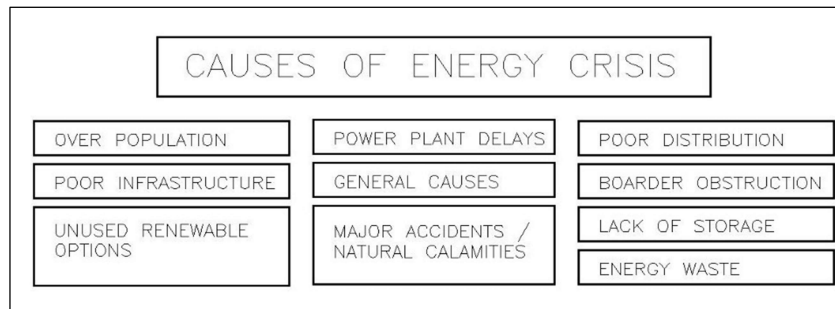 CAUSES OF ENERGY CRISIS
OVER POPULATION
POOR INFRASTRUCTURE
UNUSED RENEWABLE
OPTIONS
POWER PLANT DELAYS
GENERAL CAUSES
MAJOR ACCIDENTS /
NATURAL CALAMITIES
POOR DISTRIBUTION
BOARDER OBSTRUCTION
LACK OF STORAGE
ENERGY WASTE